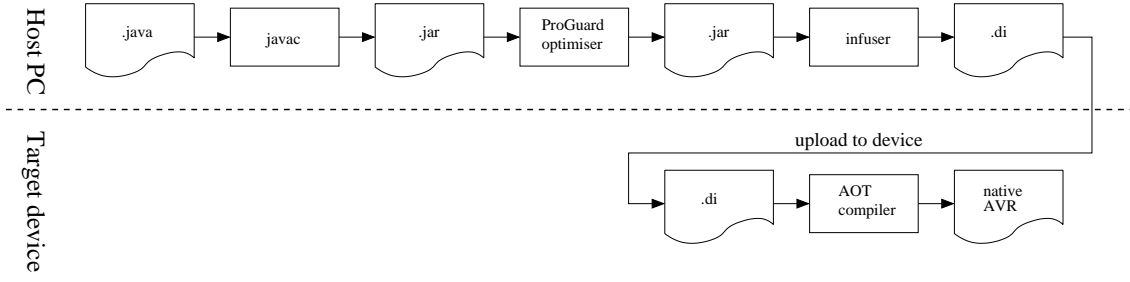 Host PC
.java
javac
.jar
ProGuard
optimiser
.jar
infuser
.di
Target device
upload to device
.di
AOT
compiler
native
AVR